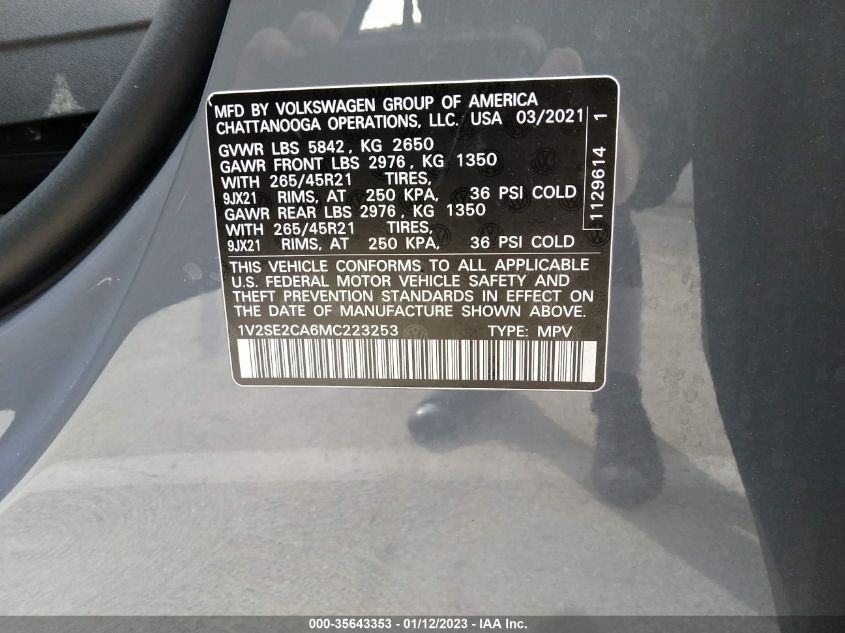 MFD BY VOLKSWAGEN GROUP OF AMERICA
CHATTANOOGA OPERATIONS, LLC. USA 03/2021
GVWR LBS 5842, KG 2650
GAWR FRONT LBS 2976, KG 1350
WITH 265/45R21 TIRES,
9JX21 RIMS, AT 250 KPA, 36 PSI COLD
GAWR REAR LBS 2976, KG 1350
WITH 265/45R21 TIRES,
9JX21 RIMS, AT 250 KPA, 36 PSI COLD
1129614 1
THIS VEHICLE CONFORMS TO ALL APPLICABLE
U.S. FEDERAL MOTOR VEHICLE SAFETY AND
THEFT PREVENTION STANDARDS IN EFFECT ON
THE DATE OF MANUFACTURE SHOWN ABOVE.
1V2SE2CA6MC223253 TYPE: MPV
000-35643353 - 01/12/2023 - IAA Inc.